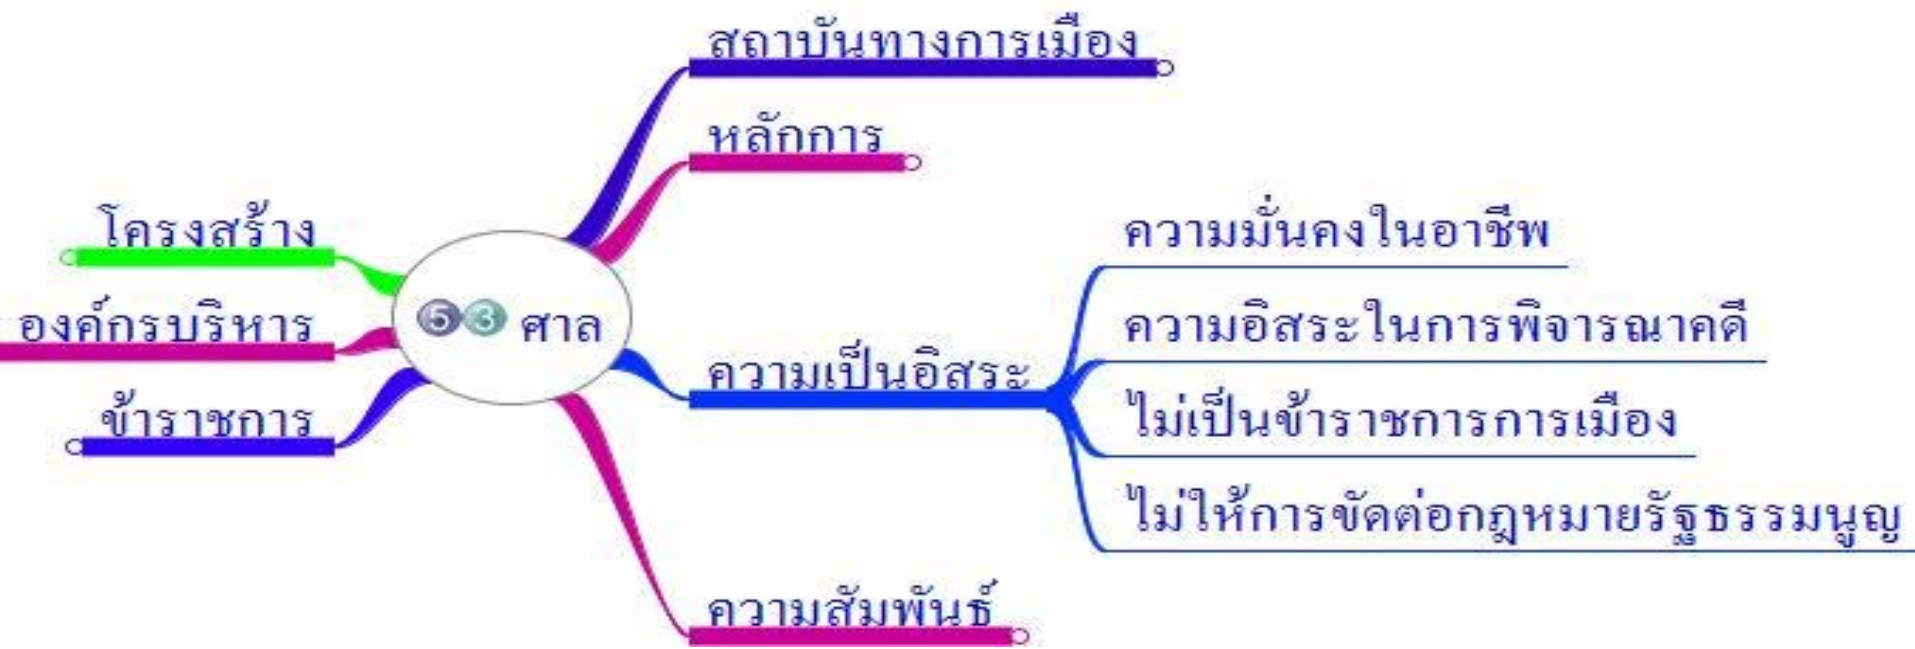 สถาบันทางการเมือง
หลักการ
โครงสร้าง
ความมั่นคงในอาชีพ
องค์กรบริหาร
5 3 ศาล
ความอิสระในการพิจารณาคดี
ความเป็นอิสระ
ข้าราชการ
ไม่เป็นข้าราชการการเมือง
ไม่ให้การขัดต่อกฎหมายรัฐธรรมนูญ
ความสัมพันธ์